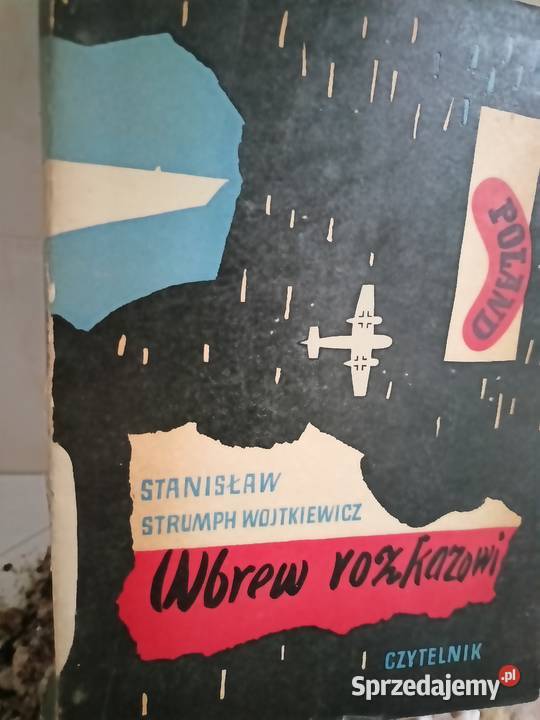 POLAND
STANISŁAW
STRUMPH WOJTKIEWICZ
Wbrew rozkazowi
CZYTELNIK
Sprzedajemy.pl